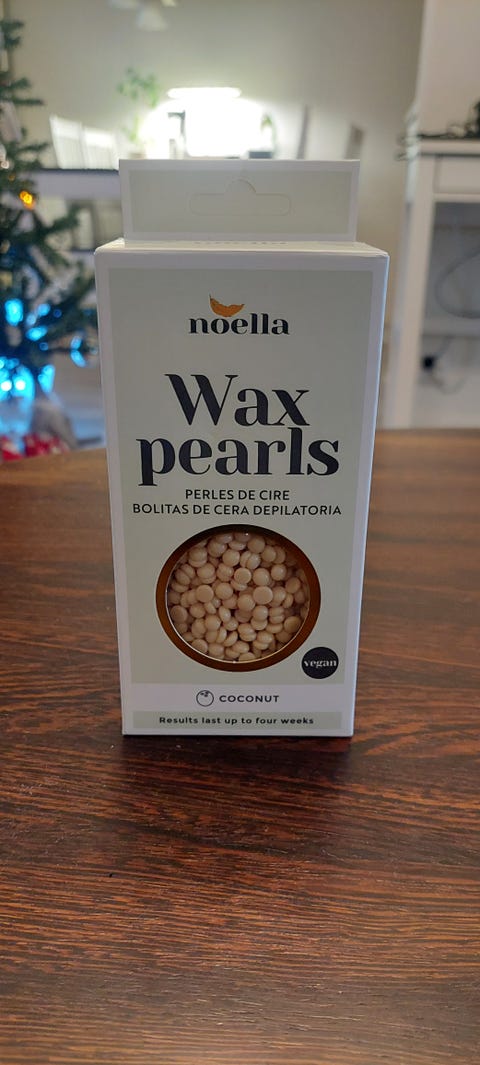 noella
Wax
pearls
PERLES DE CIRE
BOLITAS DE CERA DEPILATORIA
vegan
COCONUT
Results last up to four weeks